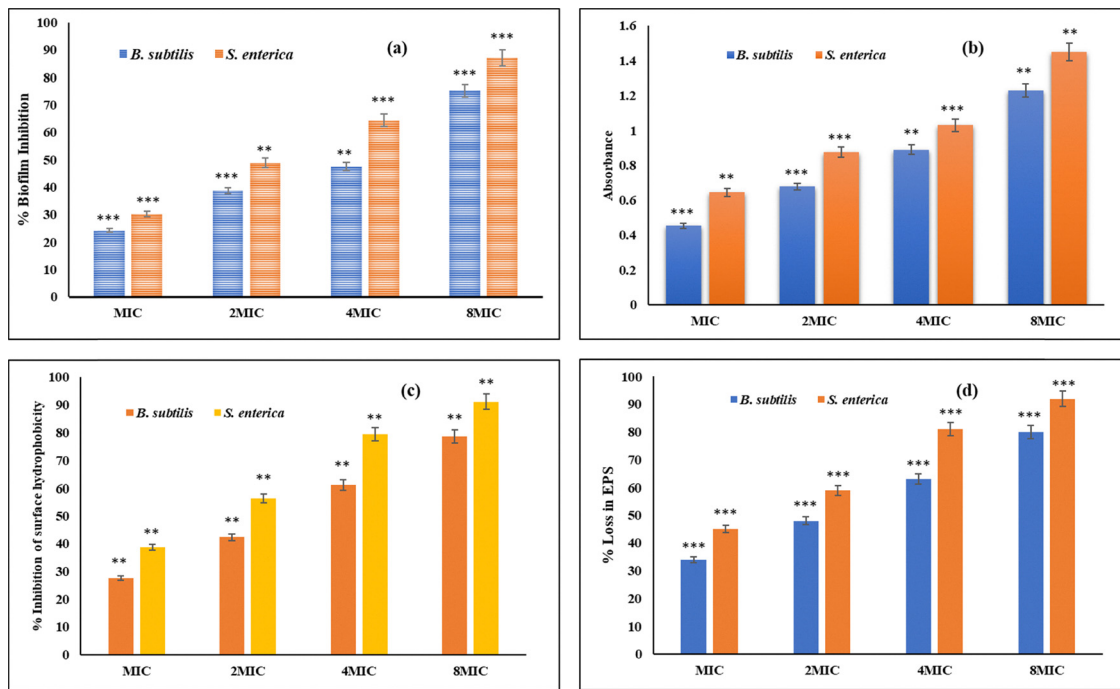 100
90
80
70
60
50
40
30
20
10
0
% Biofilm Inhibition
B. subtilis S. enterica (a)
*** *** *** ** ** *** *** ***
MIC 2MIC 4MIC 8MIC
1.6
1.4
1.2
1
0.8
0.6
0.4
0.2
0
Absorbance
B. subtilis S. enterica (b)
*** ** *** *** ** *** ** **
MIC 2MIC 4MIC 8MIC
100
90
80
70
60
50
40
30
20
10
0
% Inhibition of surface hydrophobicity
B. subtilis S. enterica (c)
** ** ** ** ** ** ** **
MIC 2MIC 4MIC 8MIC
100
90
80
70
60
50
40
30
20
10
0
% Loss in EPS
B. subtilis S. enterica (d)
*** *** *** *** *** *** *** ***
MIC 2MIC 4MIC 8MIC